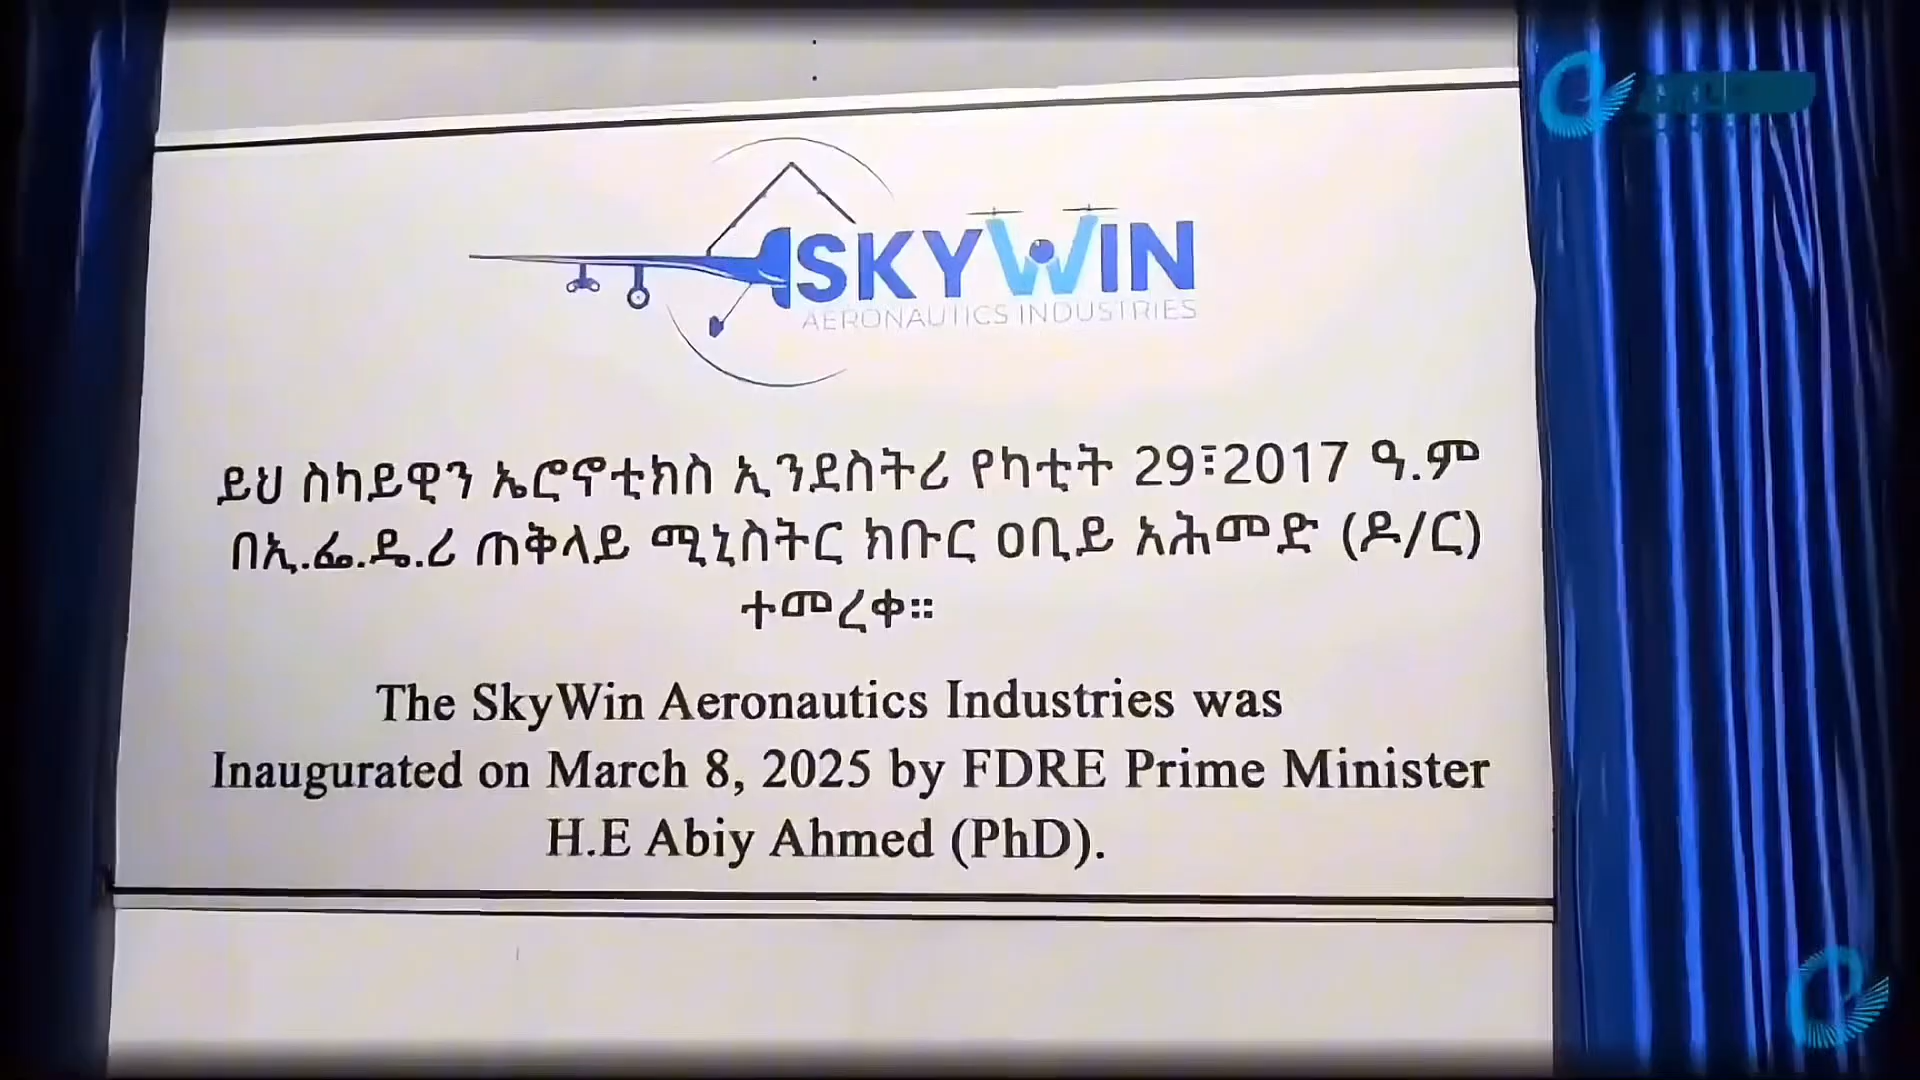 SKYWIN
AERONAUTICS INDUSTRIES
ይህ ስካይዊን ኤሮኖቲክስ ኢንደስትሪ የካቲት 29፣2017 ዓ.ም
በኢ.ፌ.ዴ.ሪ ጠቅላይ ሚኒስትር ክቡር ዐቢይ አሕመድ (ዶ/ር)
ተመረቀ።
The SkyWin Aeronautics Industries was
Inaugurated on March 8, 2025 by FDRE Prime Minister
H.E Abiy Ahmed (PhD).